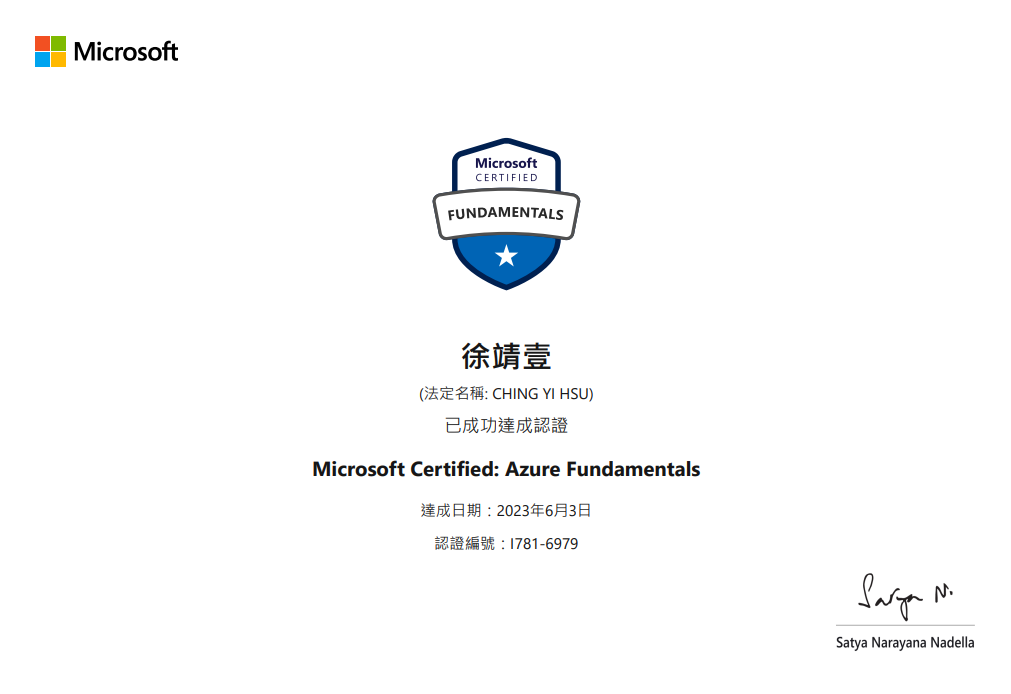 Microsoft
Microsoft
CERTIFIED
FUNDAMENTALS
徐靖壹
(法定名稱: CHING YI HSU)
已成功達成認證
Microsoft Certified: Azure Fundamentals
達成日期：2023年6月3日
認證編號：I781-6979
Satya N.
Satya Narayana Nadella